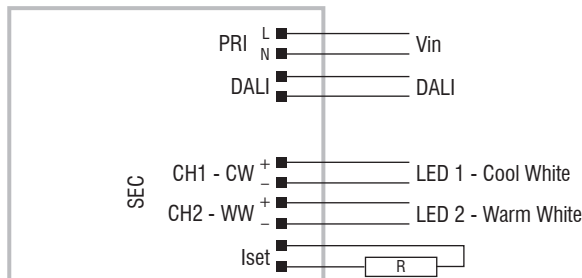 PRI L Vin
N
DALI DALI
SEC
CH1 - CW + LED 1 - Cool White
–
CH2 - WW + LED 2 - Warm White
–
Iset
R